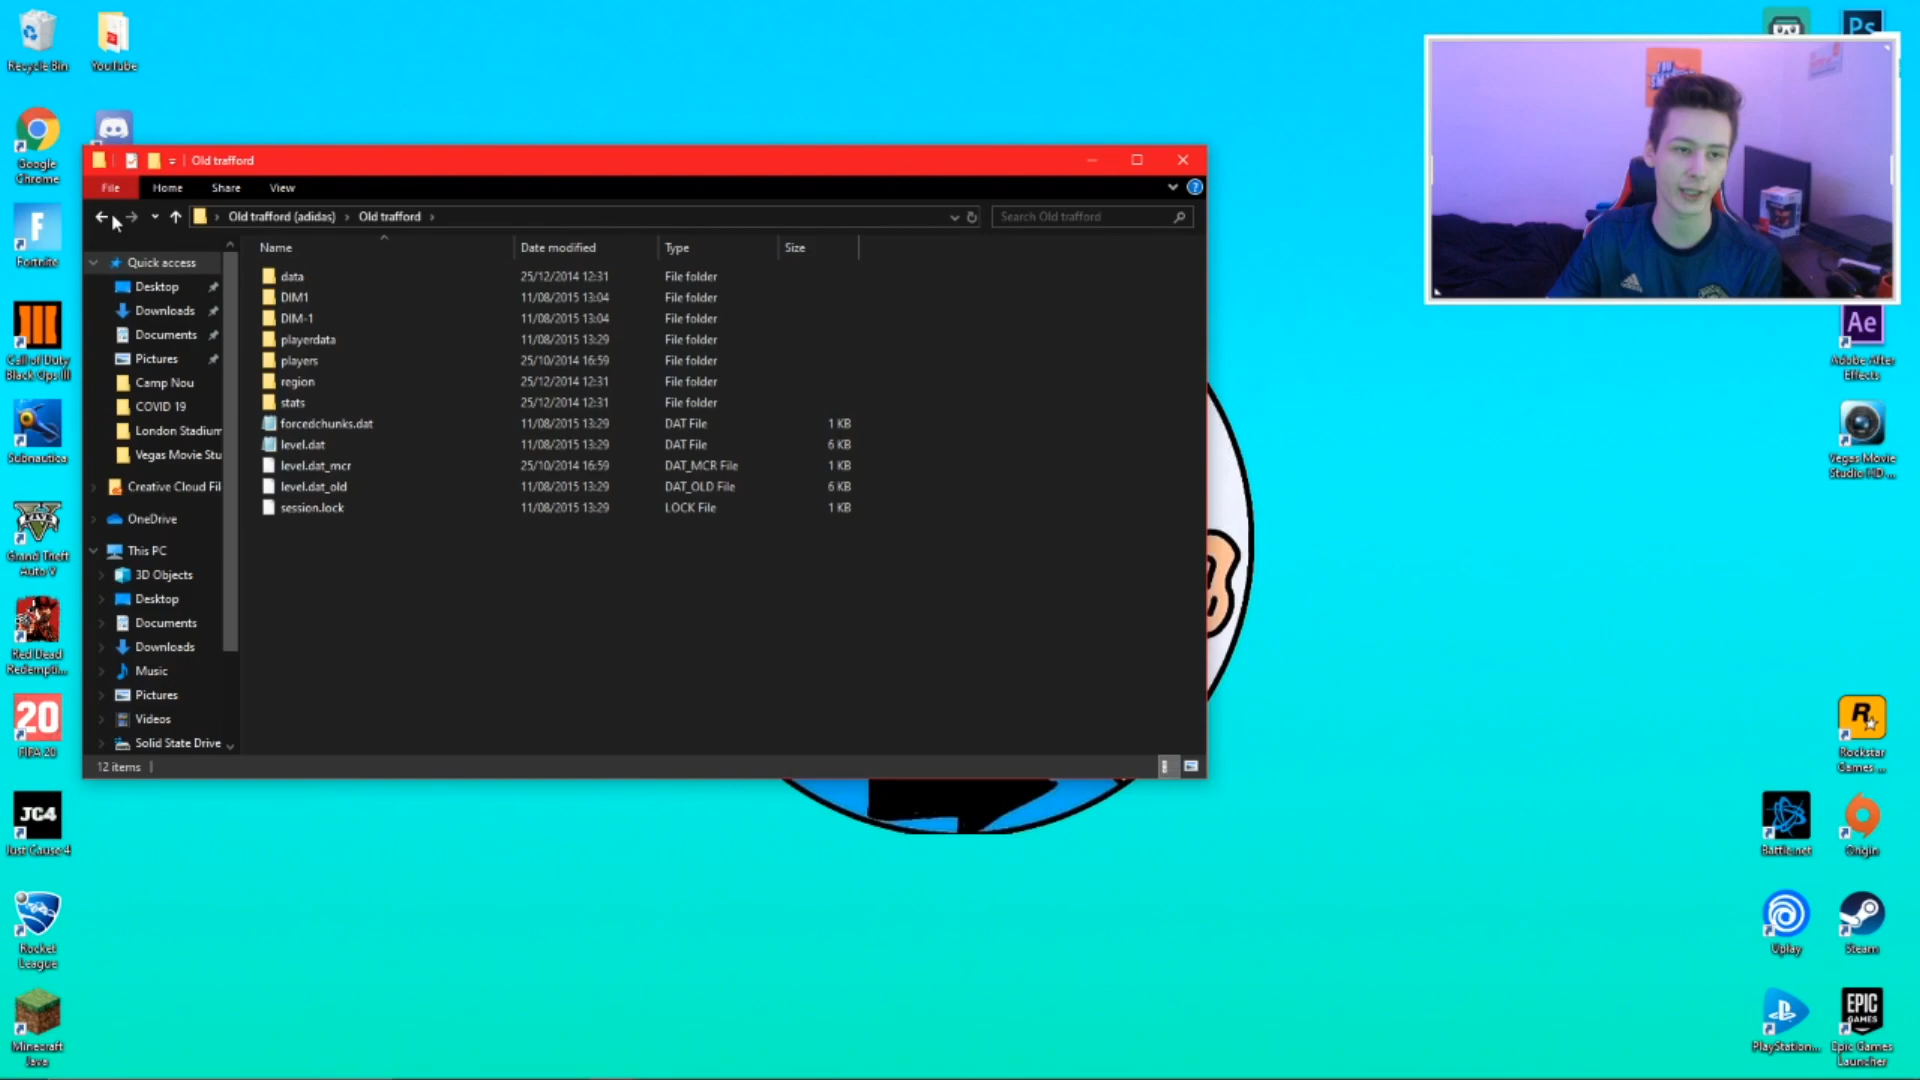 Recycle Bin
YouTube
Ps
YOU
Google
Chrome
Old trafford
File Home Share View
Old trafford (adidas) Old trafford
Search Old trafford
Name Date modified Type Size
Quick access
Desktop
Downloads
Documents
Pictures
Camp Nou
COVID 19
London Stadium
Vegas Movie Stu
Creative Cloud Fil
OneDrive
This PC
3D Objects
Desktop
Documents
Downloads
Music
Pictures
Videos
Solid State Drive
data 25/12/2014 12:31 File folder
DIM1 11/08/2015 13:04 File folder
DIM-1 11/08/2015 13:04 File folder
playerdata 11/08/2015 13:29 File folder
players 25/10/2014 16:59 File folder
region 25/12/2014 12:31 File folder
stats 25/12/2014 12:31 File folder
forcedchunks.dat 11/08/2015 13:29 DAT File 1 KB
level.dat 11/08/2015 13:29 DAT File 6 KB
level.dat_mcr 25/10/2014 16:59 DAT_MCR File 1 KB
level.dat_old 11/08/2015 13:29 DAT_OLD File 6 KB
session.lock 11/08/2015 13:29 LOCK File 1 KB
12 items
Fortnite
Call of Duty
Black Ops III
Subnautica
V
Grand Theft
Auto V
Red Dead
Redempti...
20
FIFA 20
JC4
Just Cause 4
Rocket
League
Minecraft
Java
Ae
Adobe After
Effects
Vegas Movie
Studio HD ...
R
Rockstar
Games ...
Battle.net
Origin
Uplay
Steam
PlayStation...
EPIC
GAMES
Epic Games
Launcher